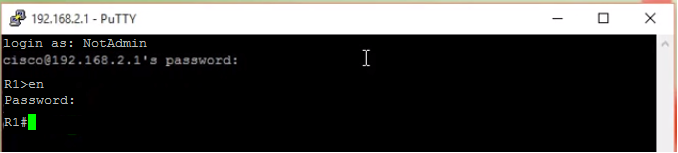 192.168.2.1 - PuTTY
login as: NotAdmin
cisco@192.168.2.1's password:
R1>en
Password:
R1#